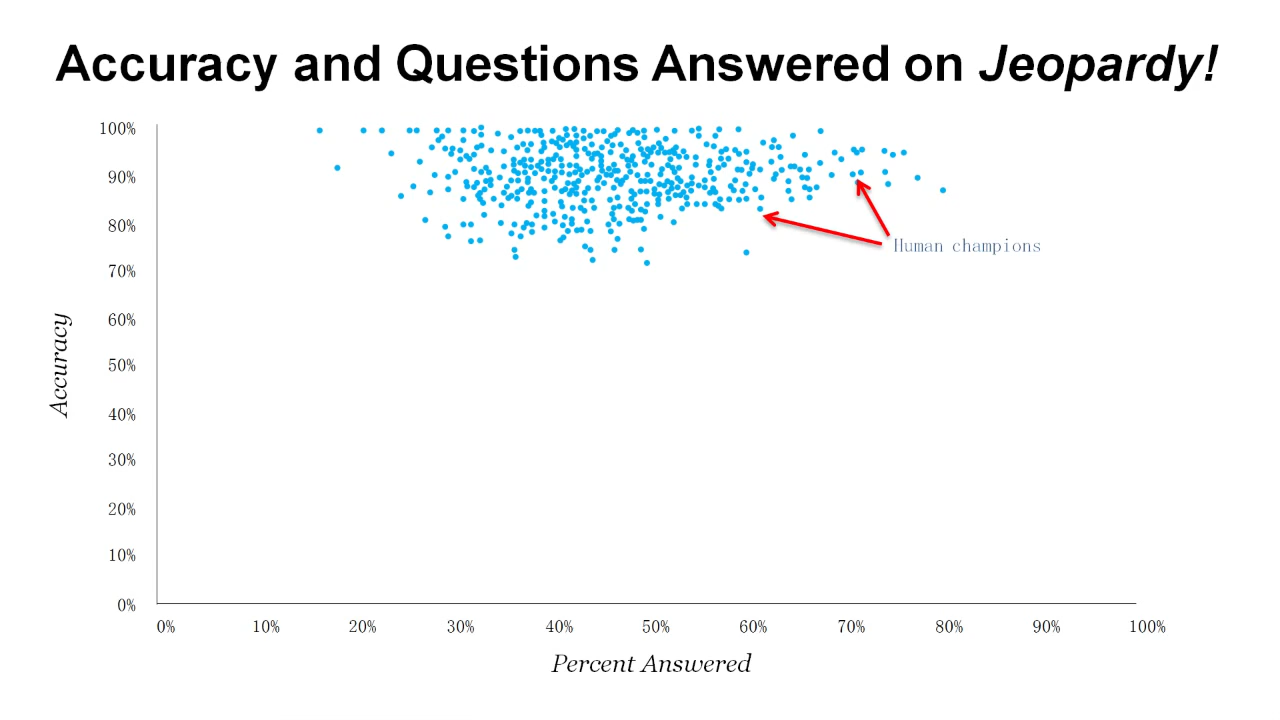 Accuracy and Questions Answered on Jeopardy!
100%
90%
80%
70%
60%
50%
40%
30%
20%
10%
0%
Accuracy
Human champions
0% 10% 20% 30% 40% 50% 60% 70% 80% 90% 100%
Percent Answered